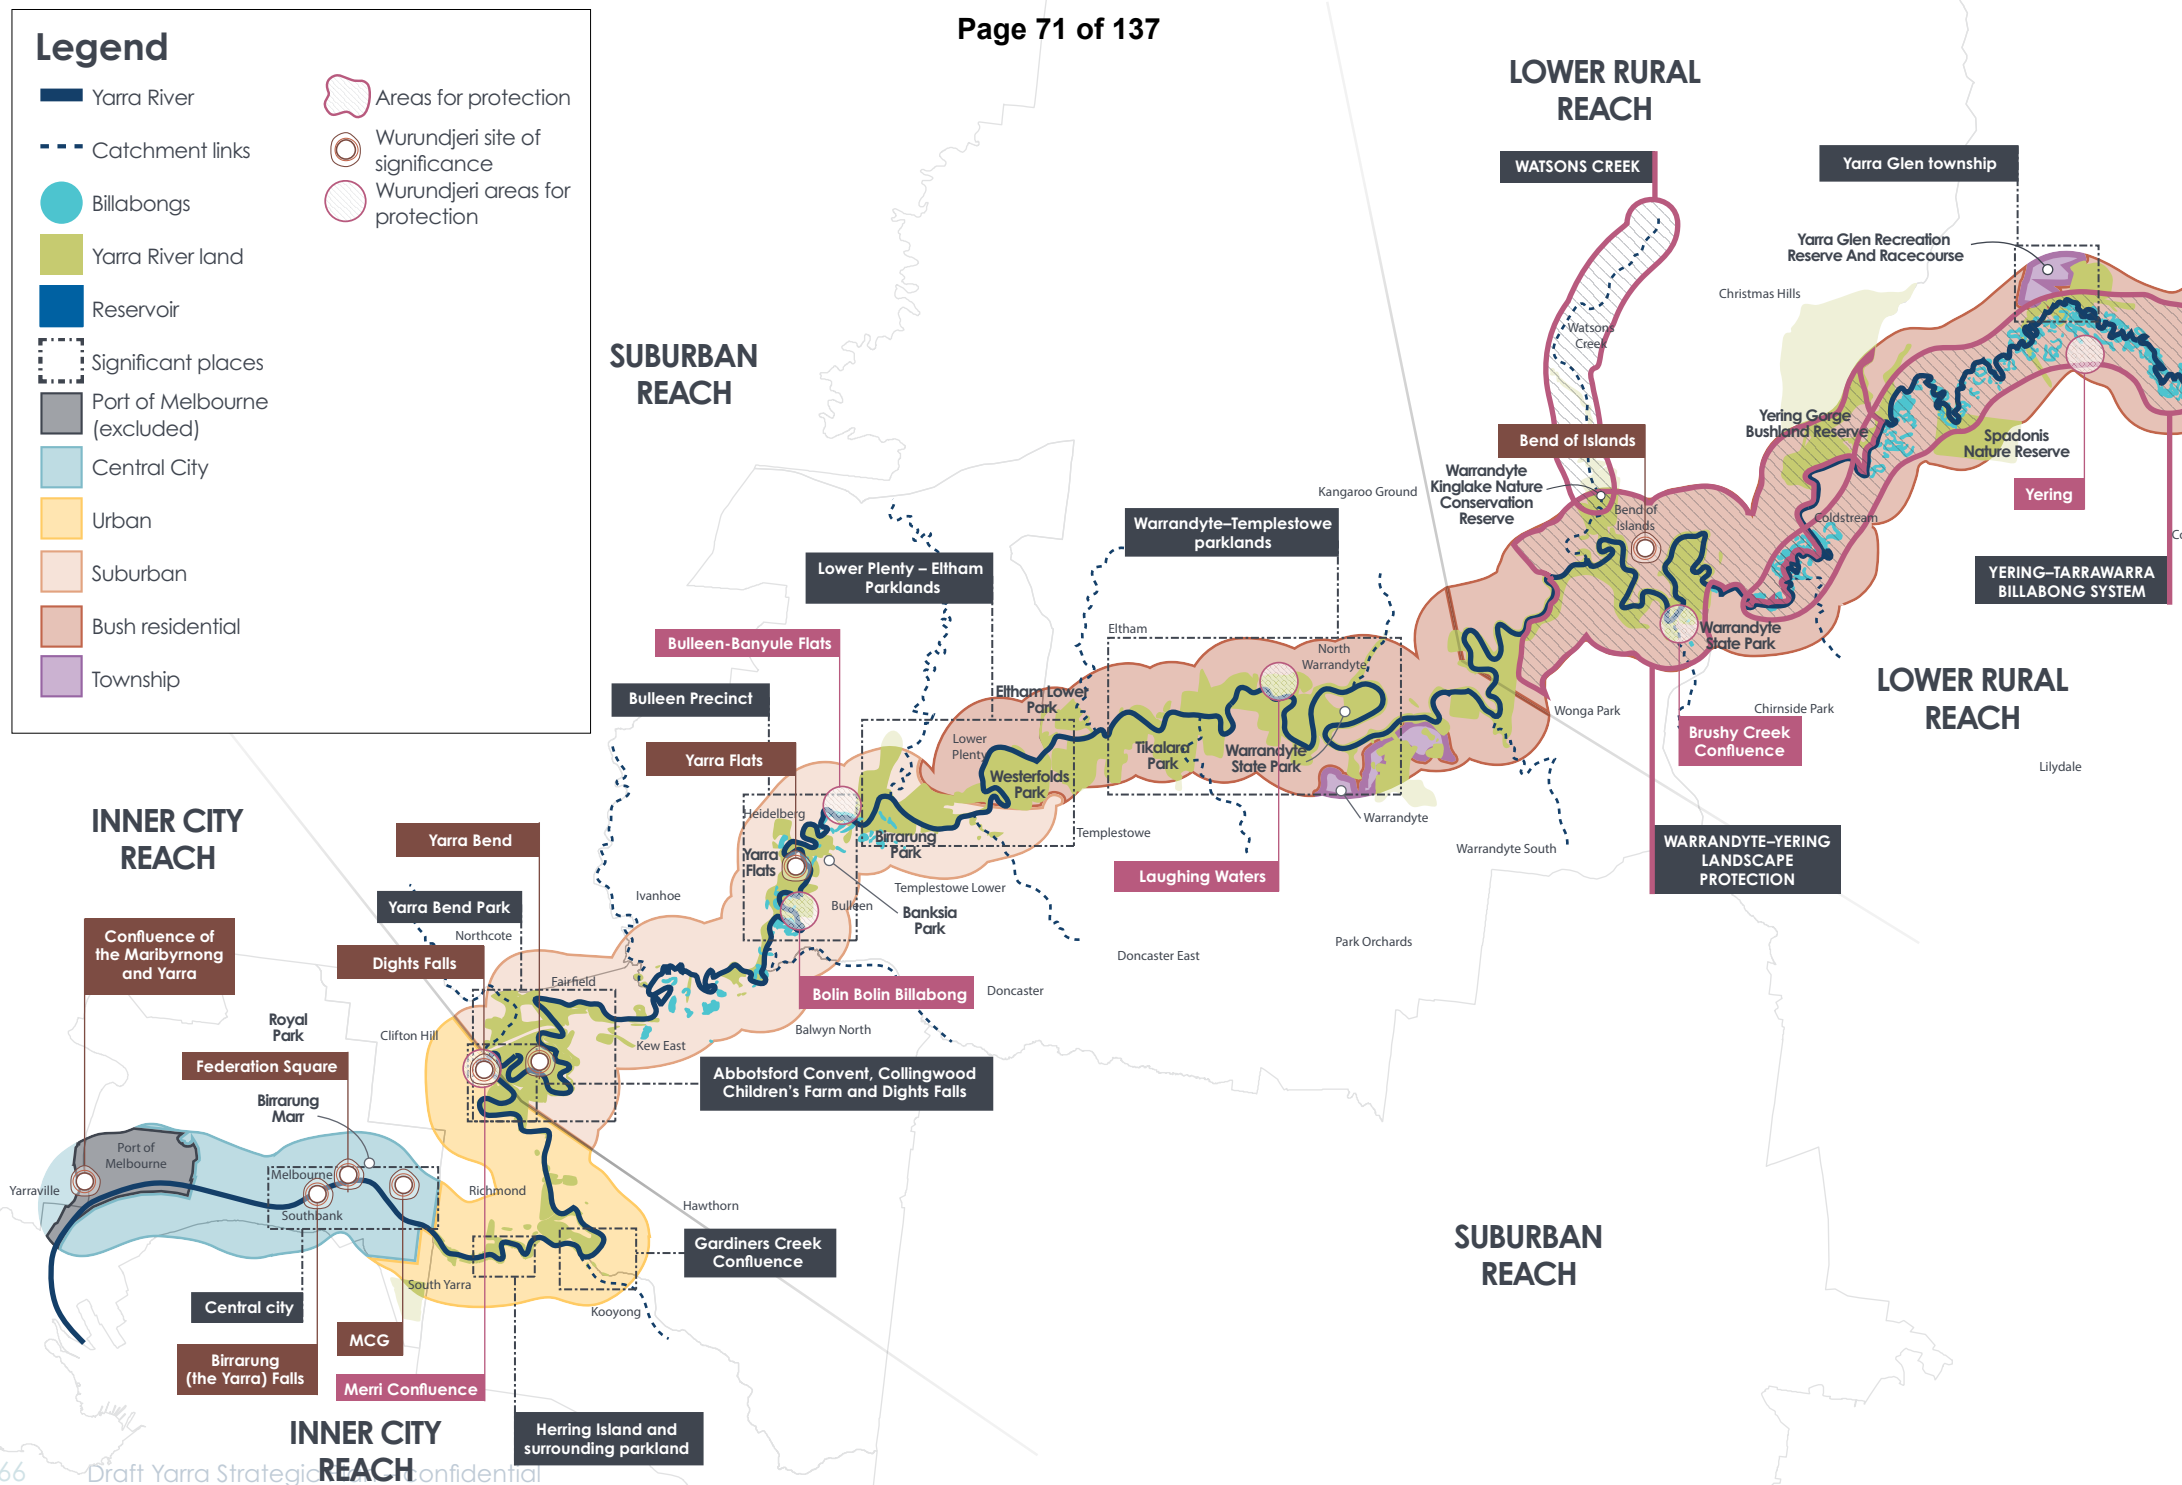 Page 71 of 137
Legend
Yarra River
Catchment links
Billabongs
Yarra River land
Reservoir
Significant places
Port of Melbourne
(excluded)
Central City
Urban
Suburban
Bush residential
Township
Areas for protection
Wurundjeri site of
significance
Wurundjeri areas for
protection
LOWER RURAL
REACH
WATSONS CREEK
Yarra Glen township
Yarra Glen Recreation
Reserve And Racecourse
Christmas Hills
Watsons
Creek
SUBURBAN
REACH
Yering Gorge
Bushland Reserve
Spadonis
Nature Reserve
Bend of Islands
Warrandyte
Kinglake Nature
Conservation
Reserve
Kangaroo Ground
Yering
Bend of
Islands
Coldstream
Warrandyte–Templestowe
parklands
Lower Plenty – Eltham
Parklands
YERING–TARRAWARRA
BILLABONG SYSTEM
Eltham
Bulleen-Banyule Flats
North
Warrandyte
Warrandyte
State Park
LOWER RURAL
REACH
Bulleen Precinct
Eltham Lower
Park
Wonga Park
Chirnside Park
Brushy Creek
Confluence
Lower
Plenty
Tikalara
Park
Warrandyte
State Park
Yarra Flats
Westerfolds
Park
Lilydale
Heidelberg
Warrandyte
INNER CITY
REACH
Yarra Bend
Birrarung
Park
Templestowe
Yarra
Flats
Warrandyte South
WARRANDYTE–YERING
LANDSCAPE
PROTECTION
Laughing Waters
Ivanhoe
Templestowe Lower
Yarra Bend Park
Bulleen
Banksia
Park
Northcote
Confluence of
the Maribyrnong
and Yarra
Park Orchards
Doncaster East
Dights Falls
Fairfield
Bolin Bolin Billabong
Doncaster
Royal
Park
Clifton Hill
Balwyn North
Kew East
Federation Square
Abbotsford Convent, Collingwood
Children's Farm and Dights Falls
Birrarung
Marr
Port of
Melbourne
Melbourne
Yarraville
Richmond
Southbank
Hawthorn
SUBURBAN
REACH
Gardiners Creek
Confluence
South Yarra
Central city
Kooyong
MCG
Birrarung
(the Yarra) Falls
Merri Confluence
Herring Island and
surrounding parkland
INNER CITY
REACH
66 Draft Yarra Strategic Plan - confidential